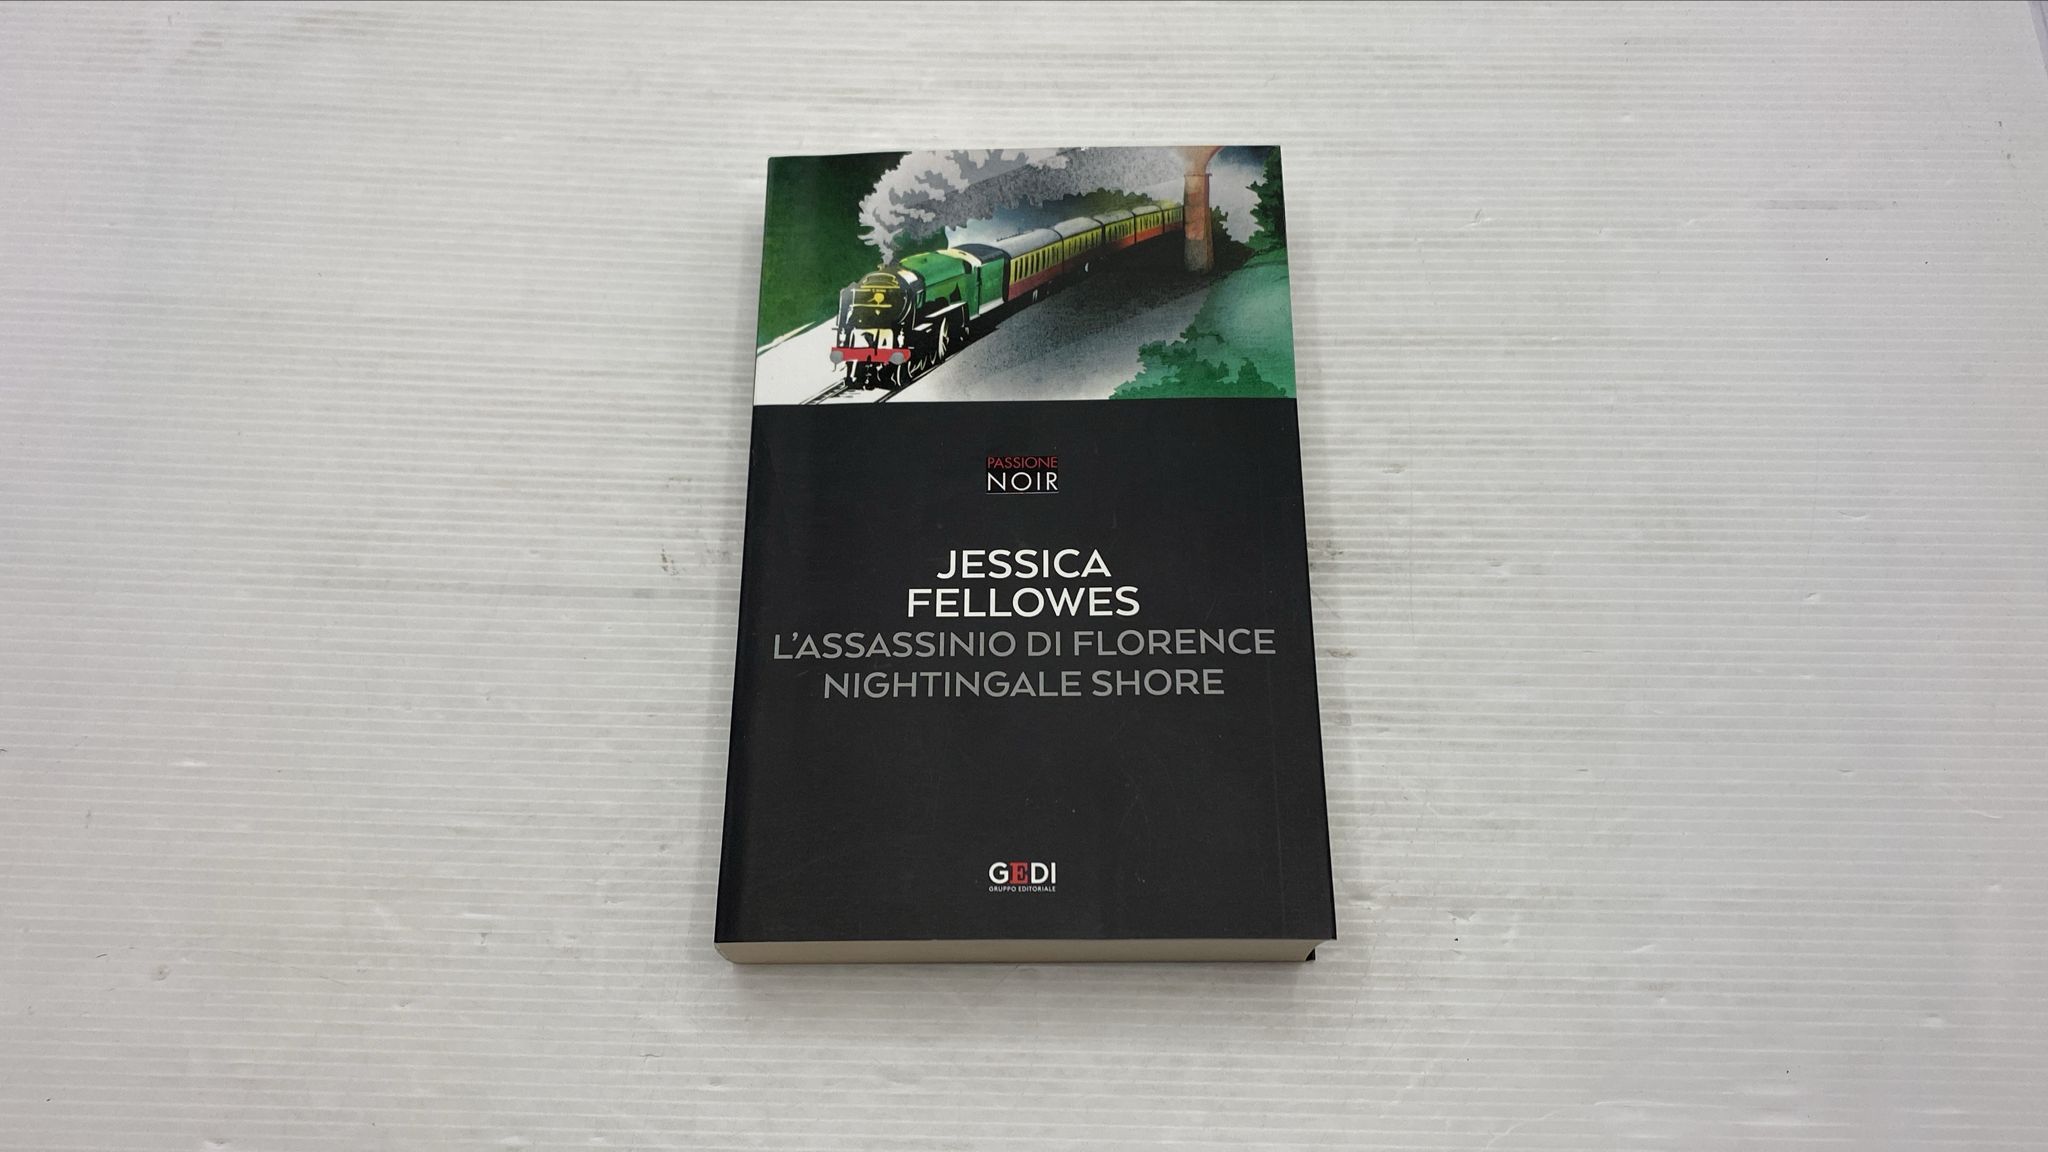 PASSIONE
NOIR
JESSICA
FELLOWES
L'ASSASSINIO DI FLORENCE
NIGHTINGALE SHORE
GEDI
GRUPPO EDITORIALE